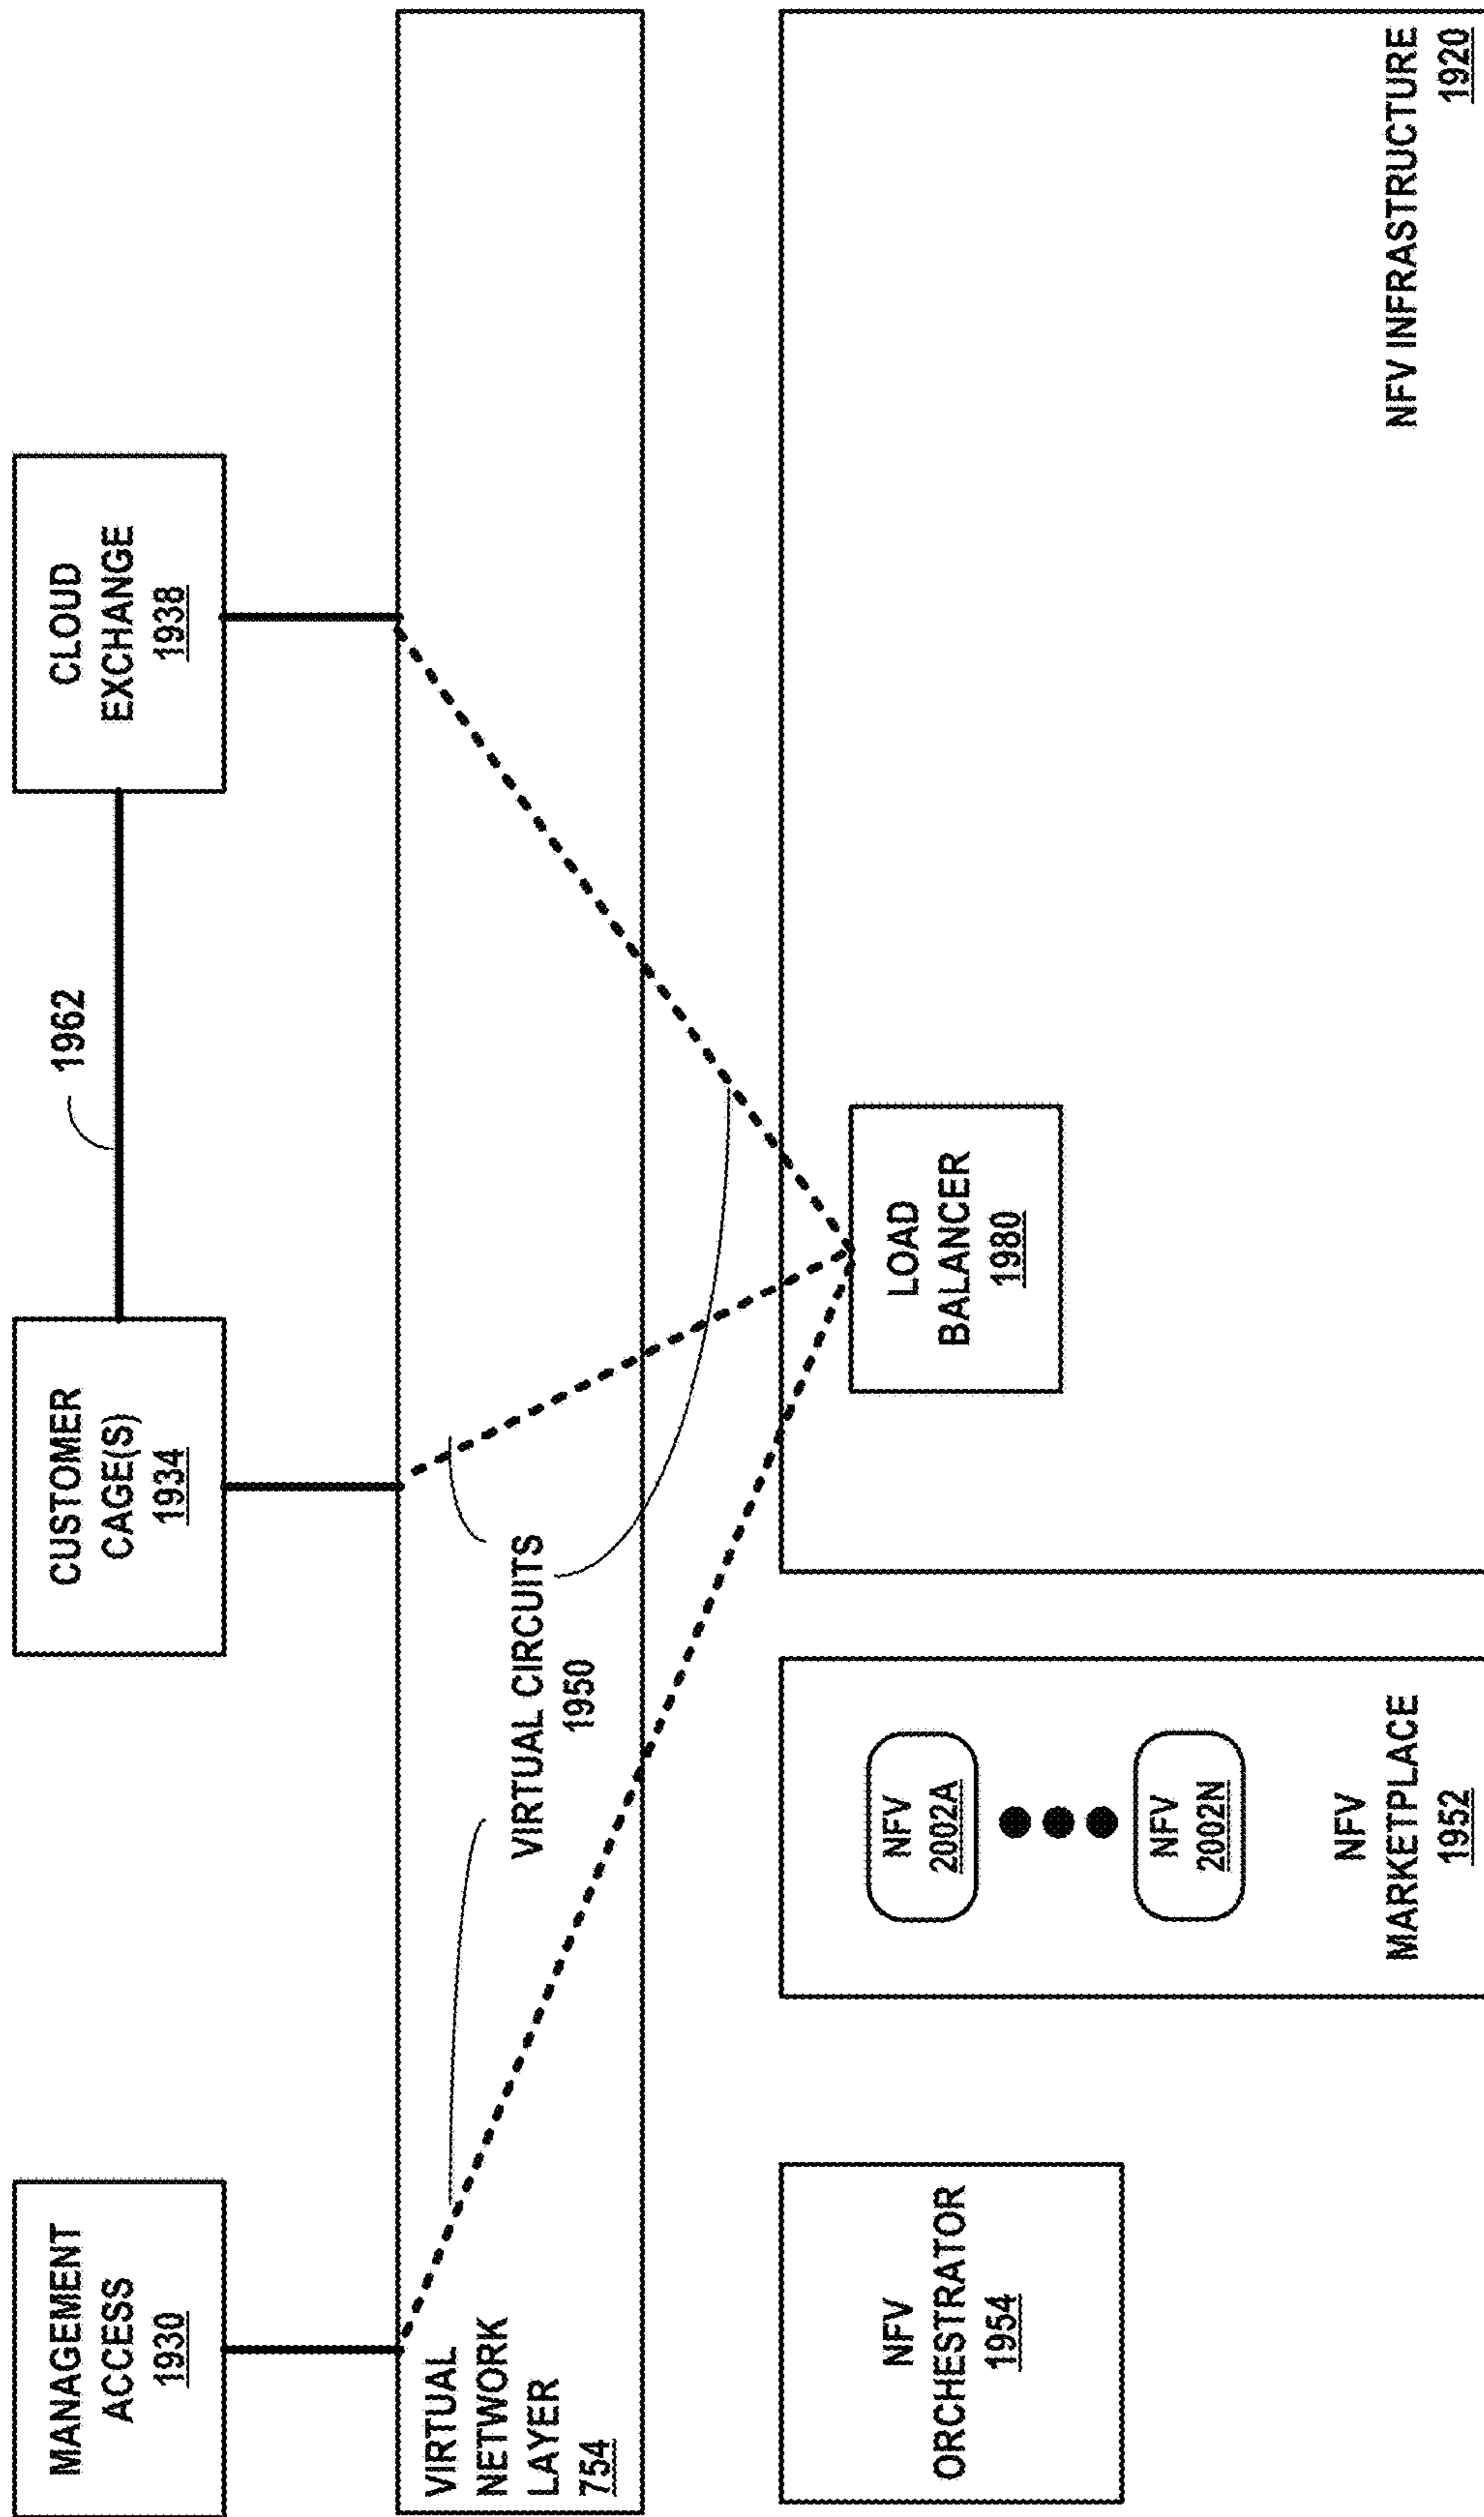 MANAGEMENT
ACCESS
1930
CUSTOMER
CAGE(S)
1934
1962
CLOUD
EXCHANGE
1938
VIRTUAL
NETWORK
LAYER
754
VIRTUAL CIRCUITS
1950
NFV
ORCHESTRATOR
1954
NFV
2002A
NFV
2002N
NFV
MARKETPLACE
1952
LOAD
BALANCER
1980
NFV INFRASTRUCTURE
1920